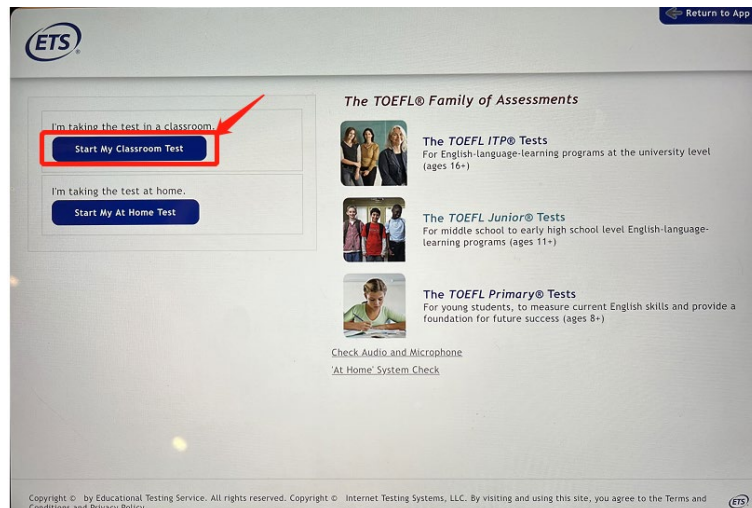 Return to App
ETS
I'm taking the test in a classroom.
Start My Classroom Test
I'm taking the test at home.
Start My At Home Test
The TOEFL® Family of Assessments
The TOEFL ITP® Tests
For English-language-learning programs at the university level
(ages 16+)
The TOEFL Junior® Tests
For middle school to early high school level English-language-
learning programs (ages 11+)
The TOEFL Primary® Tests
For young students, to measure current English skills and provide a
foundation for future success (ages 8+)
Check Audio and Microphone
'At Home' System Check
Copyright © by Educational Testing Service. All rights reserved. Copyright © Internet Testing Systems, LLC. By visiting and using this site, you agree to the Terms and
Conditions and Privacy Policy
ETS